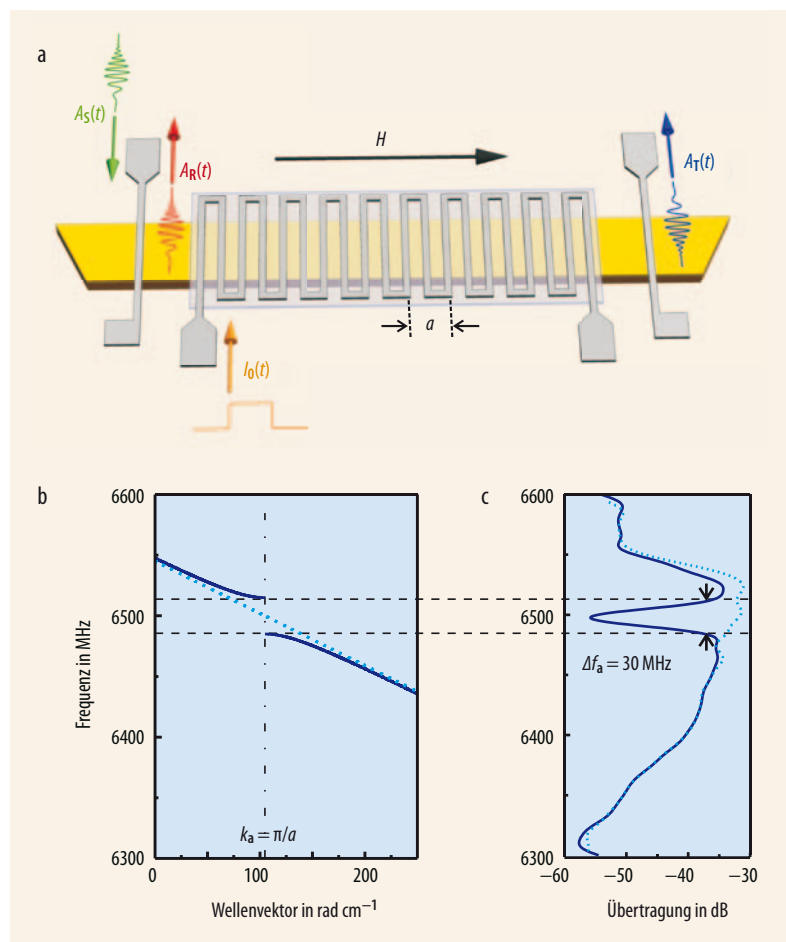 a
A_S(t)
A_R(t)
H
A_T(t)
a
I_0(t)
b
6600
6500
6400
6300
Frequenz in MHz
k_a = π/a
0
100
200
Wellenvektor in rad cm⁻¹
c
6600
6500
6400
6300
Δf_a = 30 MHz
−60
−50
−40
−30
Übertragung in dB